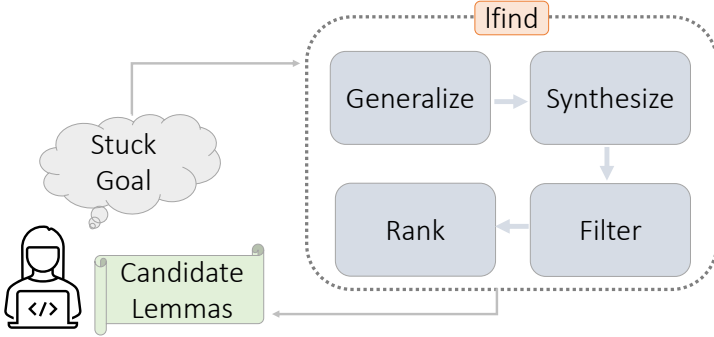 lfind
Generalize
Synthesize
Stuck
Goal
Rank
Filter
Candidate
Lemmas
</>